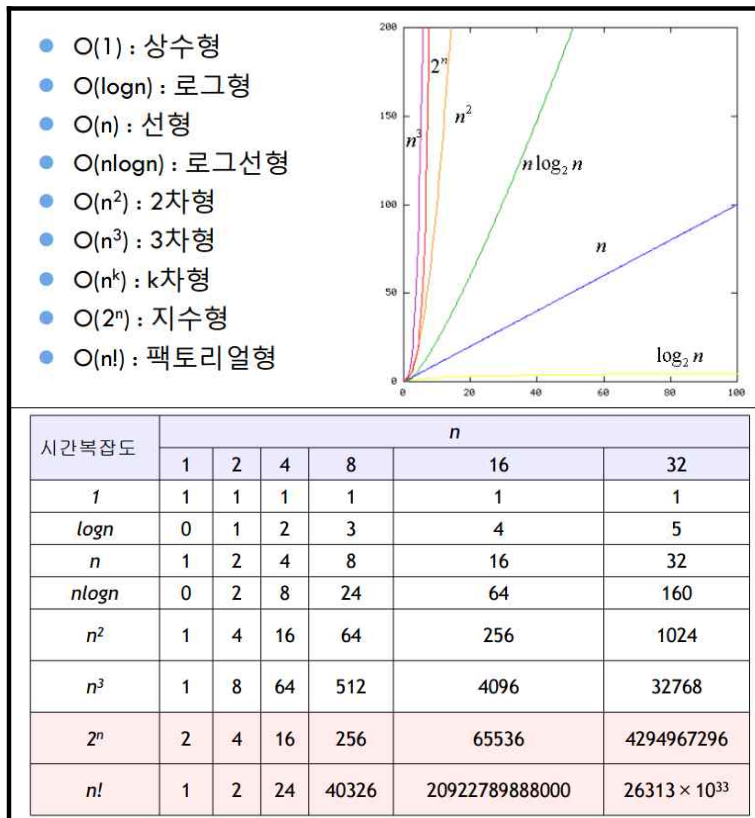 O(1) : 상수형
O(logn) : 로그형
O(n) : 선형
O(nlogn) : 로그선형
O(n²) : 2차형
O(n³) : 3차형
O(nᵏ) : k차형
O(2ⁿ) : 지수형
O(n!) : 팩토리얼형
200
150
100
50
0
0 20 40 60 80 100
2ⁿ
n²
n³
n log₂ n
n
log₂ n
시간복잡도 n
1 2 4 8 16 32
1 1 1 1 1 1 1
logn 0 1 2 3 4 5
n 1 2 4 8 16 32
nlogn 0 2 8 24 64 160
n² 1 4 16 64 256 1024
n³ 1 8 64 512 4096 32768
2ⁿ 2 4 16 256 65536 4294967296
n! 1 2 24 40326 20922789888000 26313 × 10³³